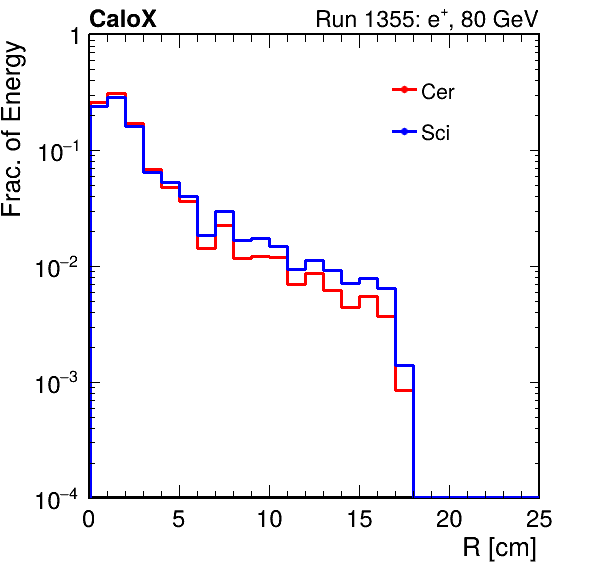 CaloX Run 1355: e⁺, 80 GeV
Frac. of Energy
1
10⁻¹
10⁻²
10⁻³
10⁻⁴
Cer
Sci
0 5 10 15 20 25
R [cm]